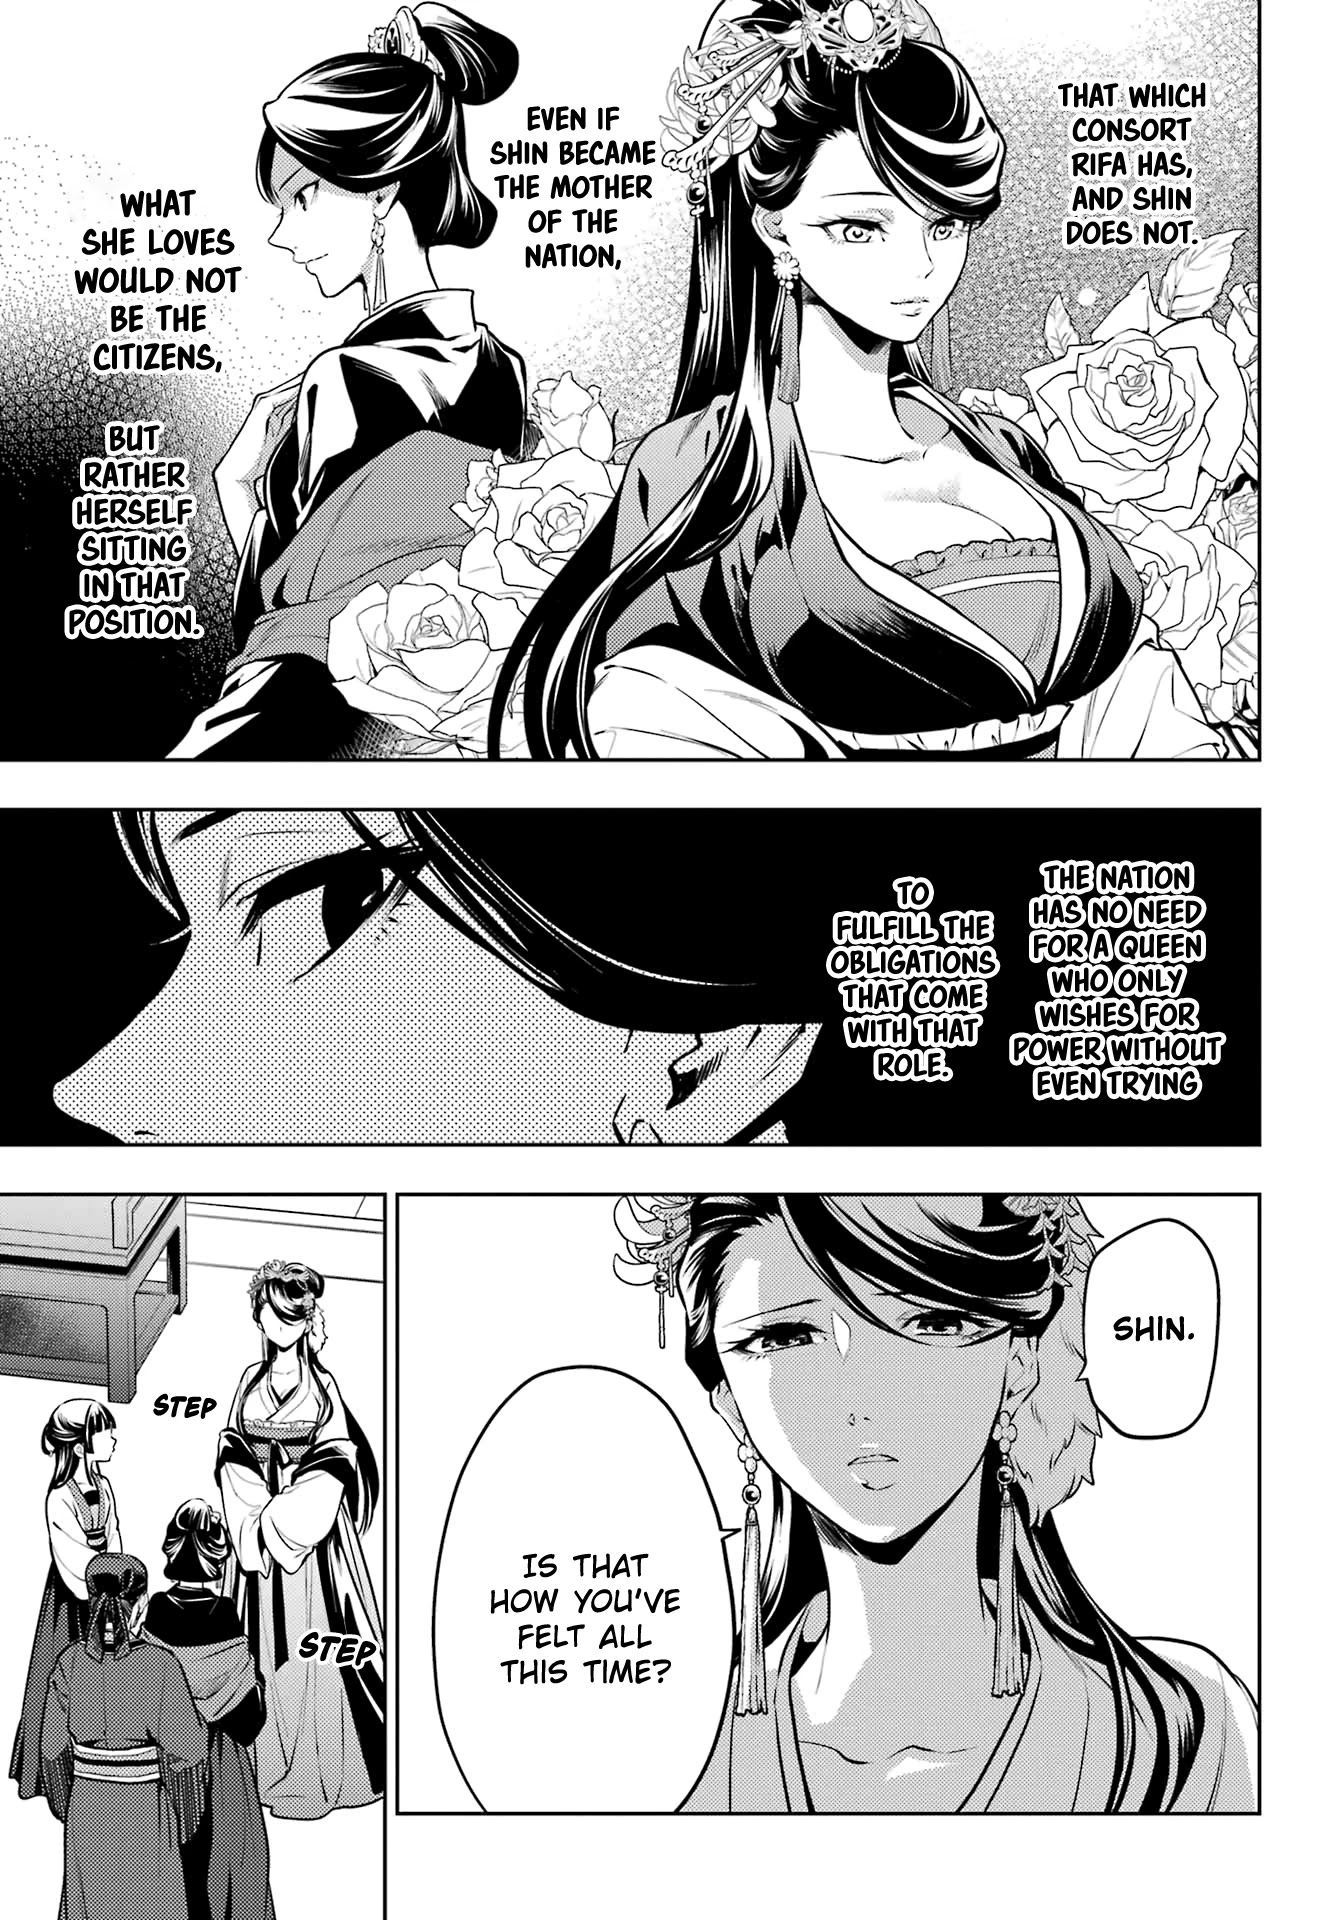 THAT WHICH
CONSORT
RIFA HAS,
AND SHIN
DOES NOT.
EVEN IF
SHIN BECAME
THE MOTHER
OF THE
NATION,
WHAT
SHE LOVES
WOULD NOT
BE THE
CITIZENS,
BUT
RATHER
HERSELF
SITTING
IN THAT
POSITION.
THE NATION
HAS NO NEED
FOR A QUEEN
WHO ONLY
WISHES FOR
POWER WITHOUT
EVEN TRYING
TO
FULFILL THE
OBLIGATIONS
THAT COME
WITH THAT
ROLE.
SHIN.
IS THAT
HOW YOU'VE
FELT ALL
THIS TIME?
STEP
STEP